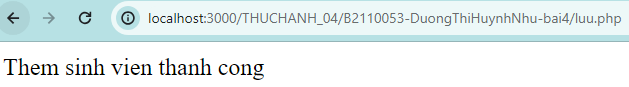 localhost:3000/THUCHANH_04/B2110053-DuongThiHuynhNhu-bai4/luu.php
Them sinh vien thanh cong